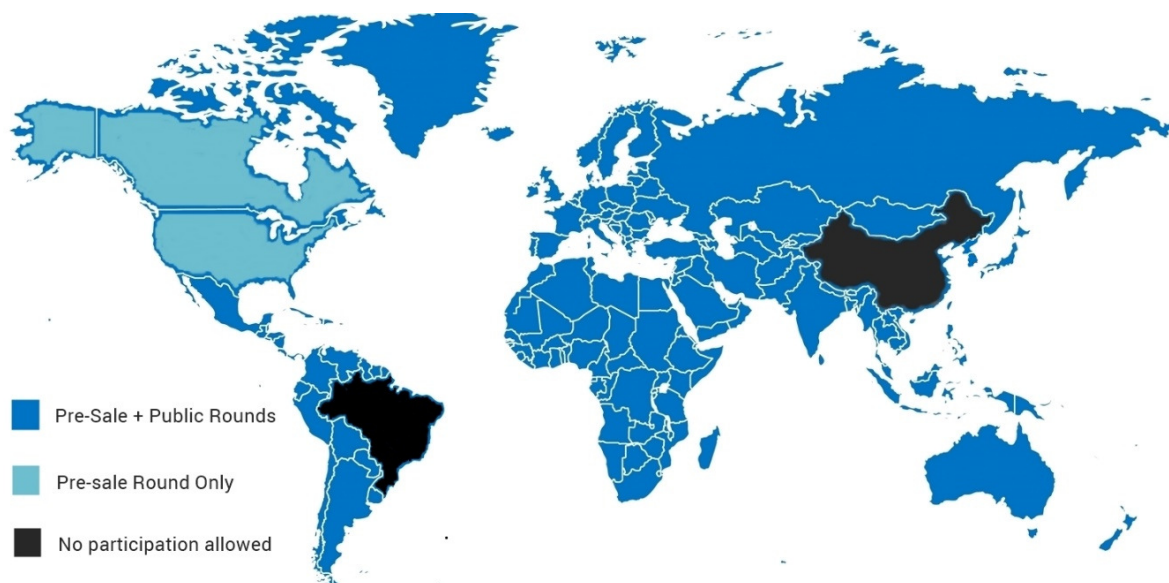 Pre-Sale + Public Rounds
Pre-sale Round Only
No participation allowed